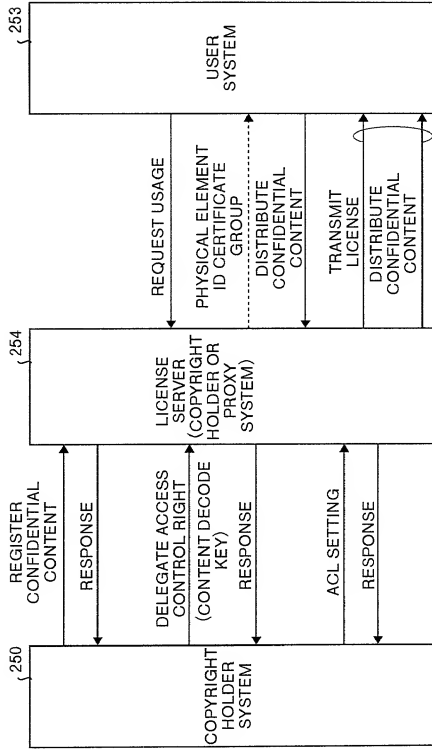 250
COPYRIGHT
HOLDER
SYSTEM
REGISTER
CONFIDENTIAL
CONTENT
RESPONSE
DELEGATE ACCESS
CONTROL RIGHT
(CONTENT DECODE
KEY)
RESPONSE
ACL SETTING
RESPONSE
254
LICENSE
SERVER
(COPYRIGHT
HOLDER OR
PROXY
SYSTEM)
REQUEST USAGE
PHYSICAL ELEMENT
ID CERTIFICATE
GROUP
DISTRIBUTE
CONFIDENTIAL
CONTENT
TRANSMIT
LICENSE
DISTRIBUTE
CONFIDENTIAL
CONTENT
253
USER
SYSTEM